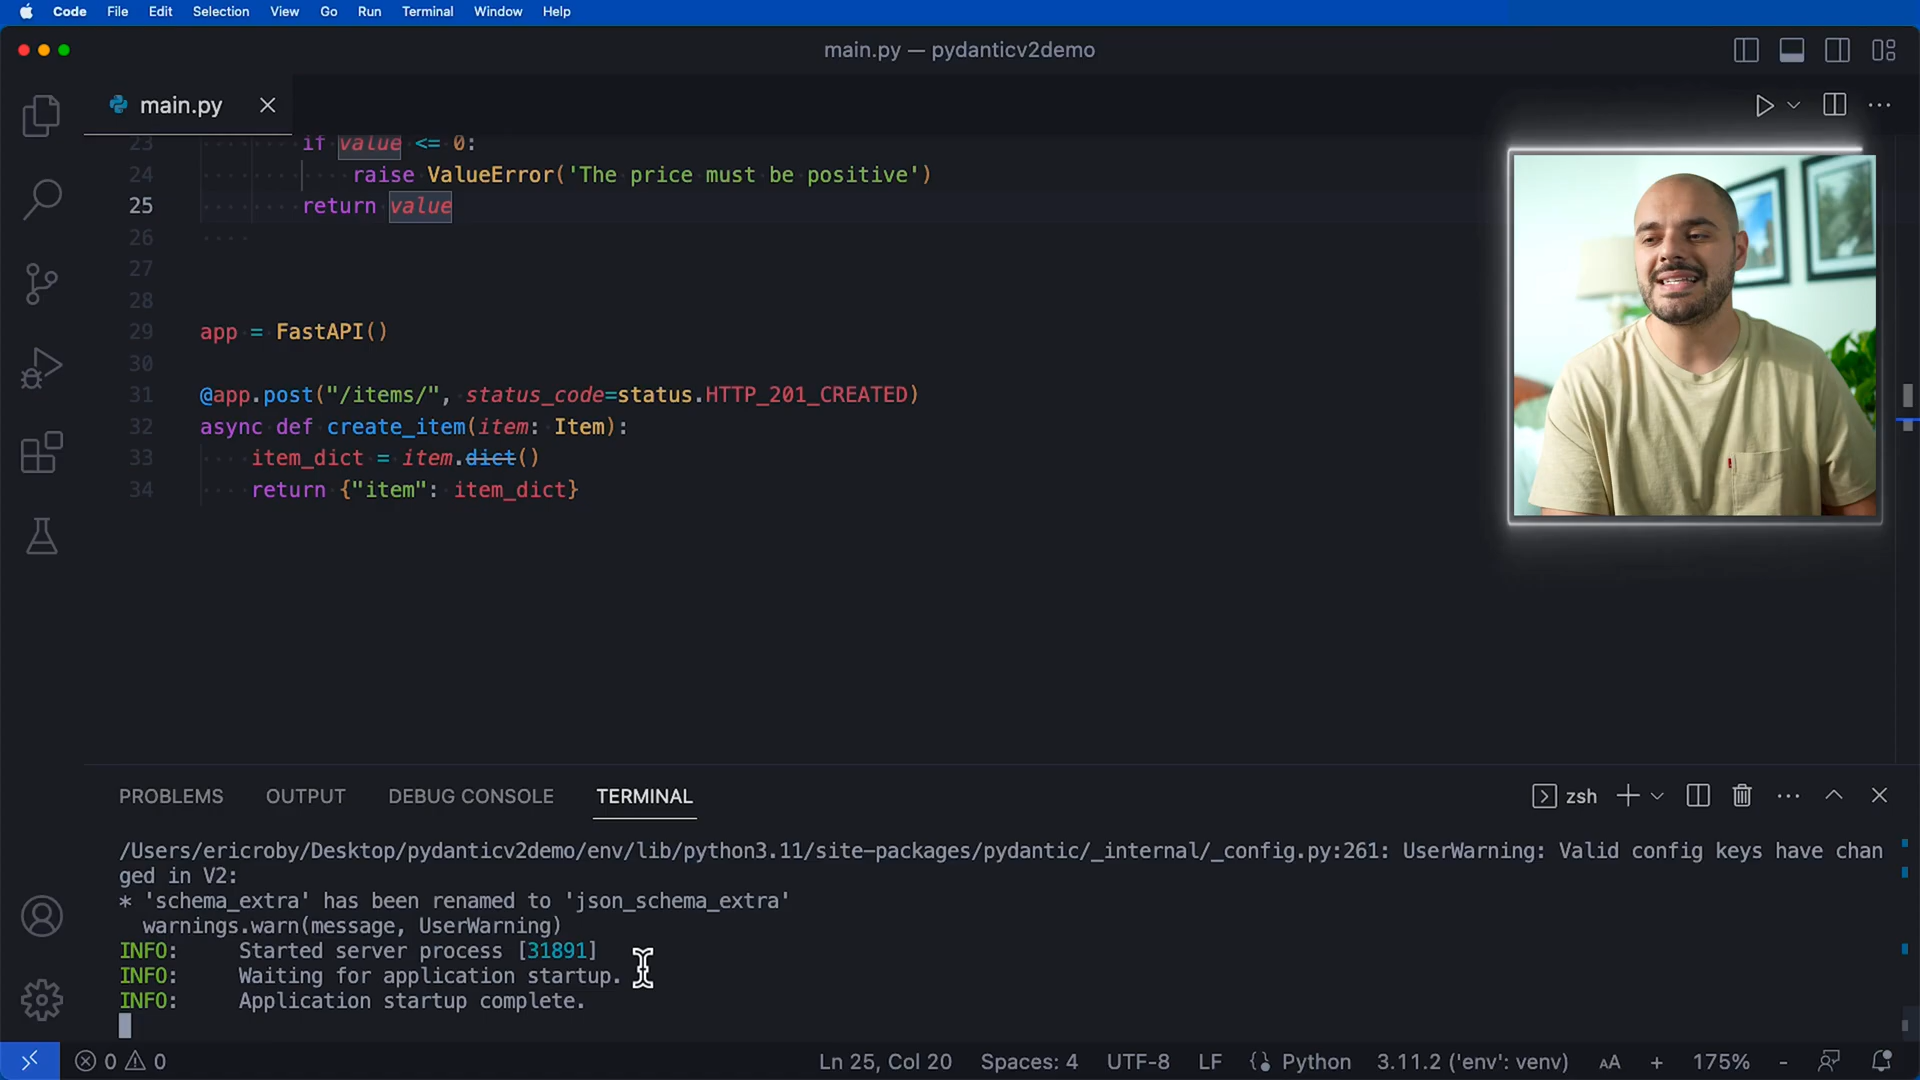 Code File Edit Selection View Go Run Terminal Window Help
main.py — pydanticv2demo
main.py
23 if value <= 0:
24 raise ValueError('The price must be positive')
25 return value
26
27
28
29 app = FastAPI()
30
31 @app.post("/items/", status_code=status.HTTP_201_CREATED)
32 async def create_item(item: Item):
33 item_dict = item.dict()
34 return {"item": item_dict}
PROBLEMS OUTPUT DEBUG CONSOLE TERMINAL zsh
/Users/ericroby/Desktop/pydanticv2demo/env/lib/python3.11/site-packages/pydantic/_internal/_config.py:261: UserWarning: Valid config keys have chan
ged in V2:
* 'schema_extra' has been renamed to 'json_schema_extra'
warnings.warn(message, UserWarning)
INFO: Started server process [31891]
INFO: Waiting for application startup.
INFO: Application startup complete.
0 0 Ln 25, Col 20 Spaces: 4 UTF-8 LF Python 3.11.2 ('env': venv) AA + 175% -